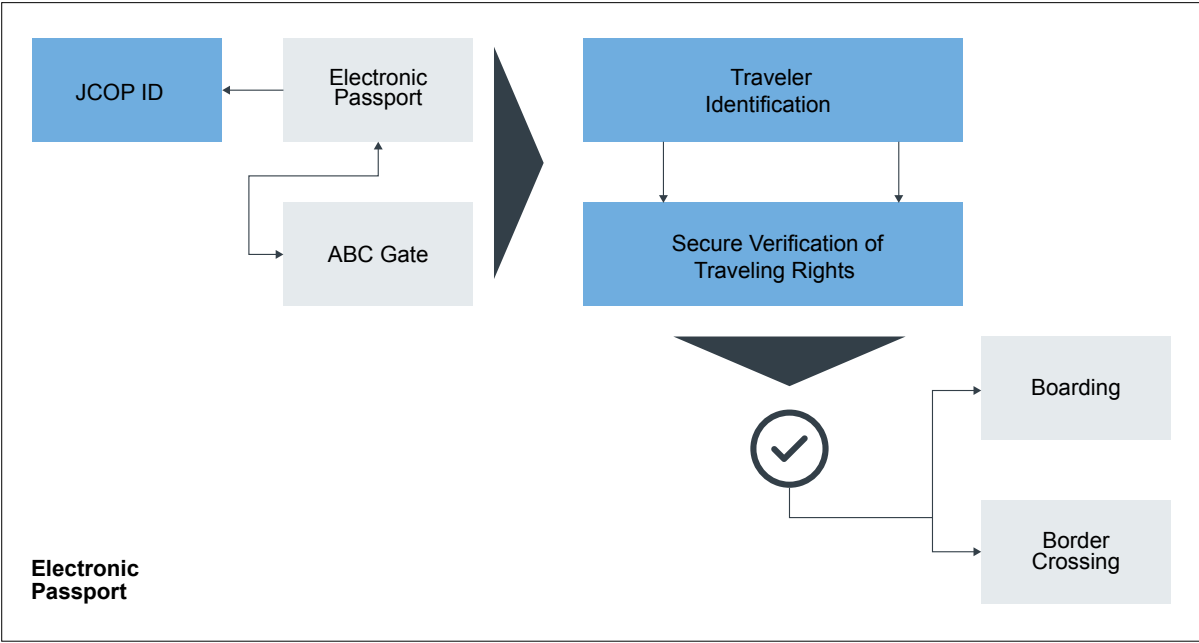 JCOP ID
Electronic
Passport
ABC Gate
Traveler
Identification
Secure Verification of
Traveling Rights
Boarding
Border
Crossing
Electronic
Passport